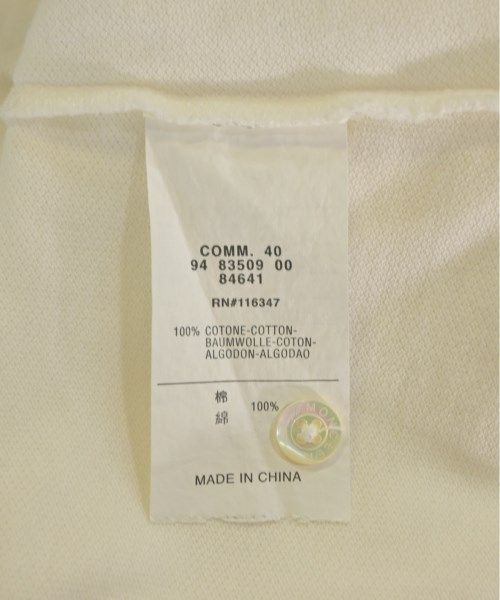 COMM. 40
94 83509 00
84641
RN#116347
100% COTONE-COTTON-
BAUMWOLLE-COTON-
ALGODON-ALGODAO
棉
綿
100%
MADE IN CHINA